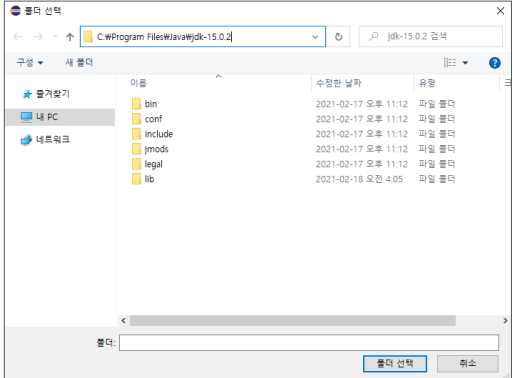 폴더 선택
C:₩Program Files₩Java₩jdk-15.0.2
jdk-15.0.2 검색
구성 새 폴더
이름 수정한 날짜 유형 크
즐겨찾기
내 PC
네트워크
bin 2021-02-17 오후 11:12 파일 폴더
conf 2021-02-17 오후 11:12 파일 폴더
include 2021-02-17 오후 11:12 파일 폴더
jmods 2021-02-17 오후 11:12 파일 폴더
legal 2021-02-17 오후 11:12 파일 폴더
lib 2021-02-18 오전 4:05 파일 폴더
폴더:
폴더 선택 취소